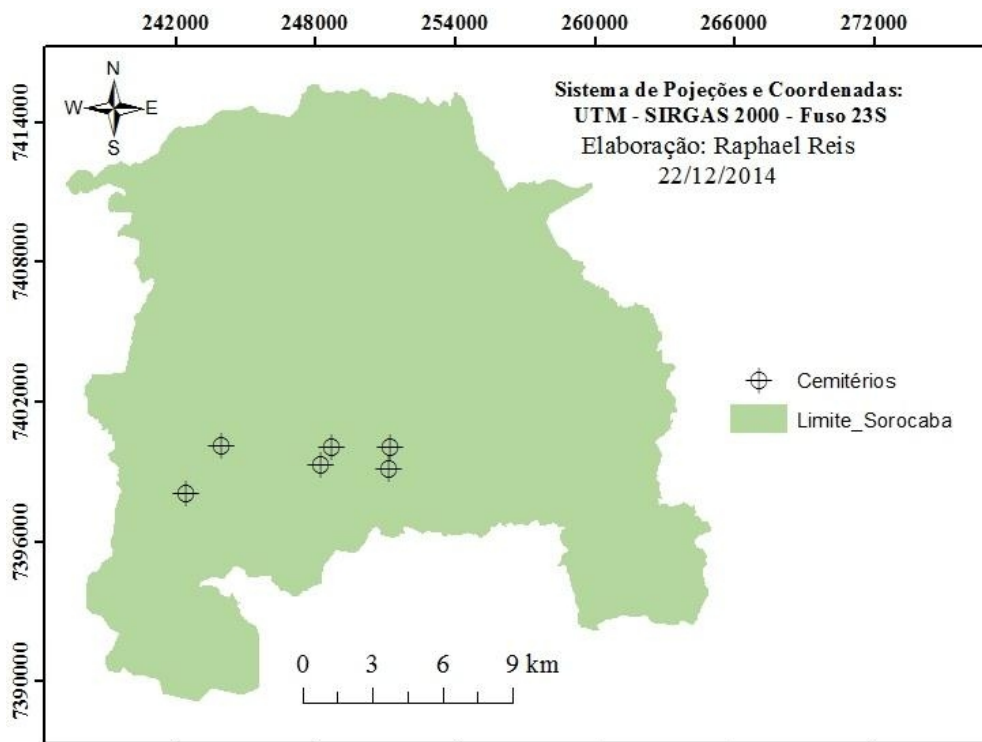 242000 248000 254000 260000 266000 272000
N
W E
S
Sistema de Pojeções e Coordenadas:
UTM - SIRGAS 2000 - Fuso 23S
Elaboração: Raphael Reis
22/12/2014
7414000
7408000
7402000
7396000
7390000
Cemitérios
Limite_Sorocaba
0 3 6 9 km